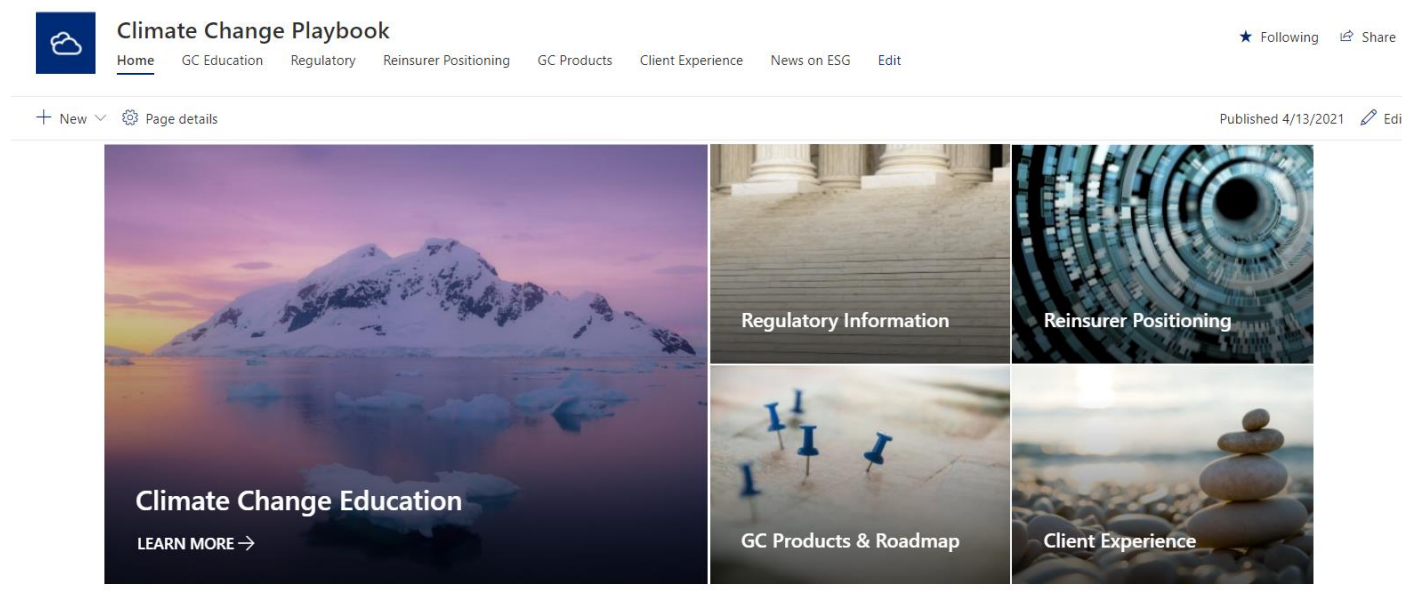 Climate Change Playbook
Following Share
Home GC Education Regulatory Reinsurer Positioning GC Products Client Experience News on ESG Edit
New Page details Published 4/13/2021 Edi
Regulatory Information
Reinsurer Positioning
Climate Change Education
LEARN MORE
GC Products & Roadmap
Client Experience